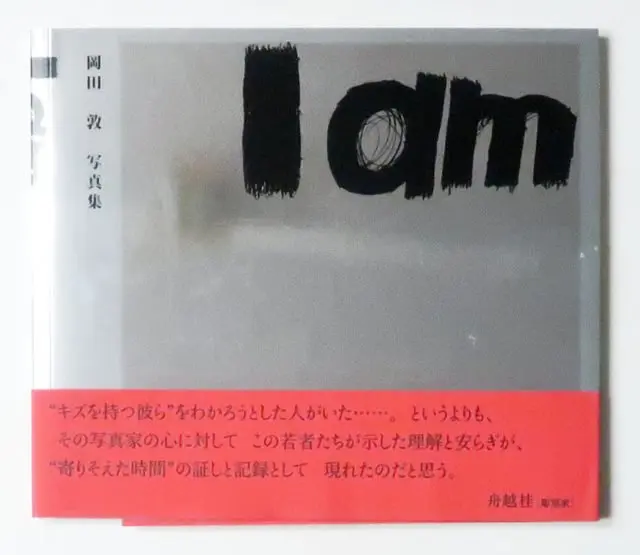 I am
岡田 敦 写真集
“キズを持つ彼ら”をわかろうとした人がいた……。 というよりも、
その写真家の心に対して この若者たちが示した理解と安らぎが、
“寄りそえた時間”の証しと記録として 現れたのだと思う。
舟越桂(彫刻家)